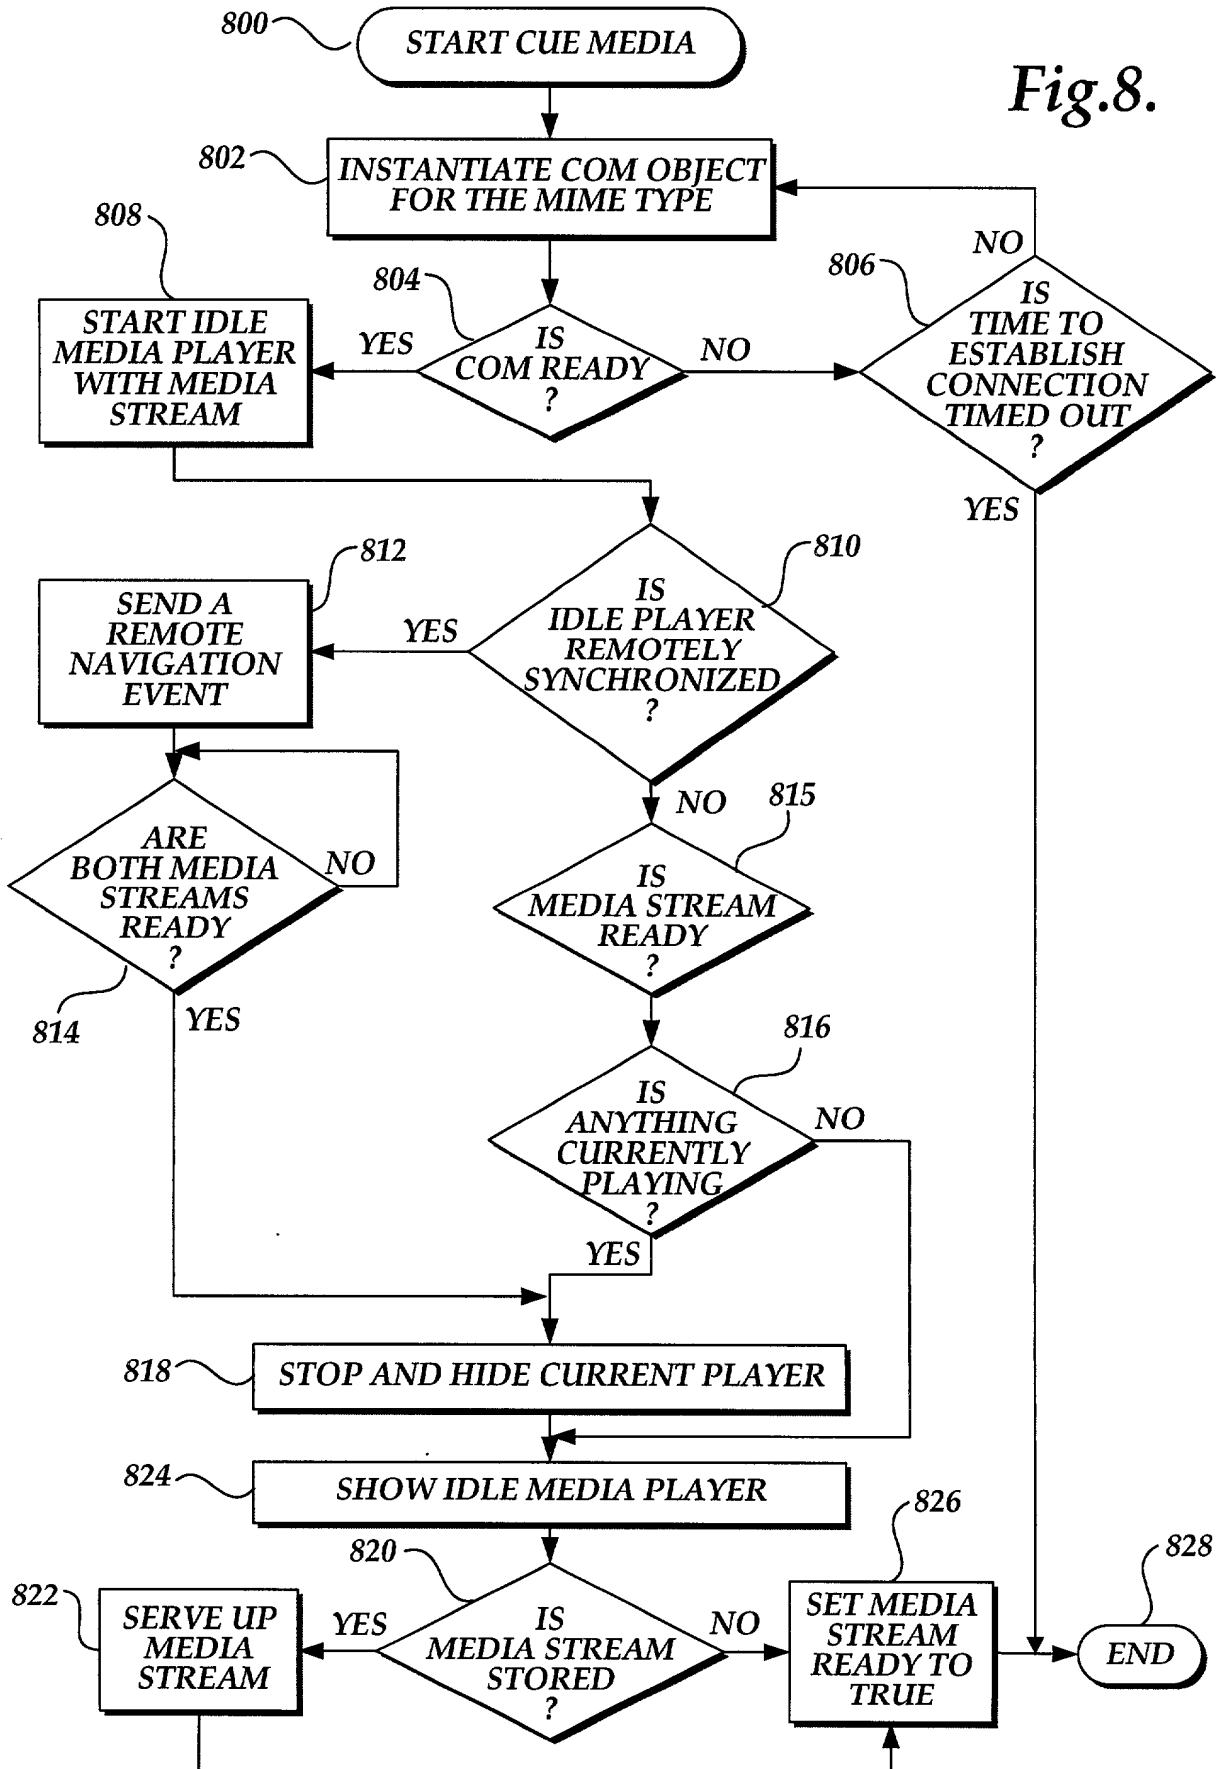 800
START CUE MEDIA
Fig.8.
802
INSTANTIATE COM OBJECT
FOR THE MIME TYPE
808
START IDLE
MEDIA PLAYER
WITH MEDIA
STREAM
804
YES
IS
COM READY
?
NO
806
NO
IS
TIME TO
ESTABLISH
CONNECTION
TIMED OUT
?
YES
812
SEND A
REMOTE
NAVIGATION
EVENT
YES
810
IS
IDLE PLAYER
REMOTELY
SYNCHRONIZED
?
NO
ARE
BOTH MEDIA
STREAMS
READY
?
NO
814
YES
815
IS
MEDIA STREAM
READY
?
816
IS
ANYTHING
CURRENTLY
PLAYING
?
NO
YES
818
STOP AND HIDE CURRENT PLAYER
824
SHOW IDLE MEDIA PLAYER
820
IS
MEDIA STREAM
STORED
?
YES
NO
822
SERVE UP
MEDIA
STREAM
826
SET MEDIA
STREAM
READY TO
TRUE
828
END